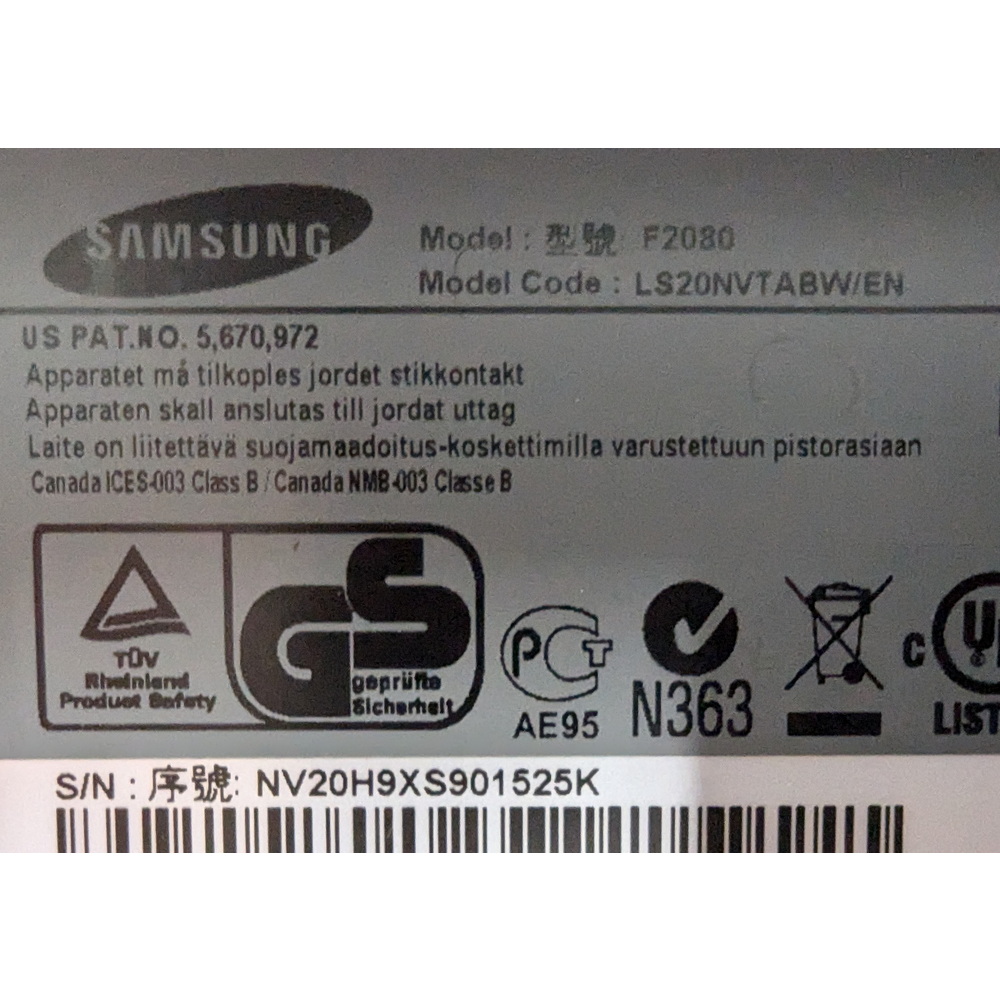 SAMSUNG
Model : 型號 F2080
Model Code : LS20NVTABW/EN
US PAT.NO. 5,670,972
Apparatet må tilkoples jordet stikkontakt
Apparaten skall anslutas till jordat uttag
Laite on liitettävä suojamaadoitus-koskettimilla varustettuun pistorasiaan
Canada ICES-003 Class B / Canada NMB-003 Classe B
TÜV
Rheinland
Product Safety
GS
geprüfte
Sicherheit
PCT
AE95
N363
C
U
LIST
S/N : 序號: NV20H9XS901525K